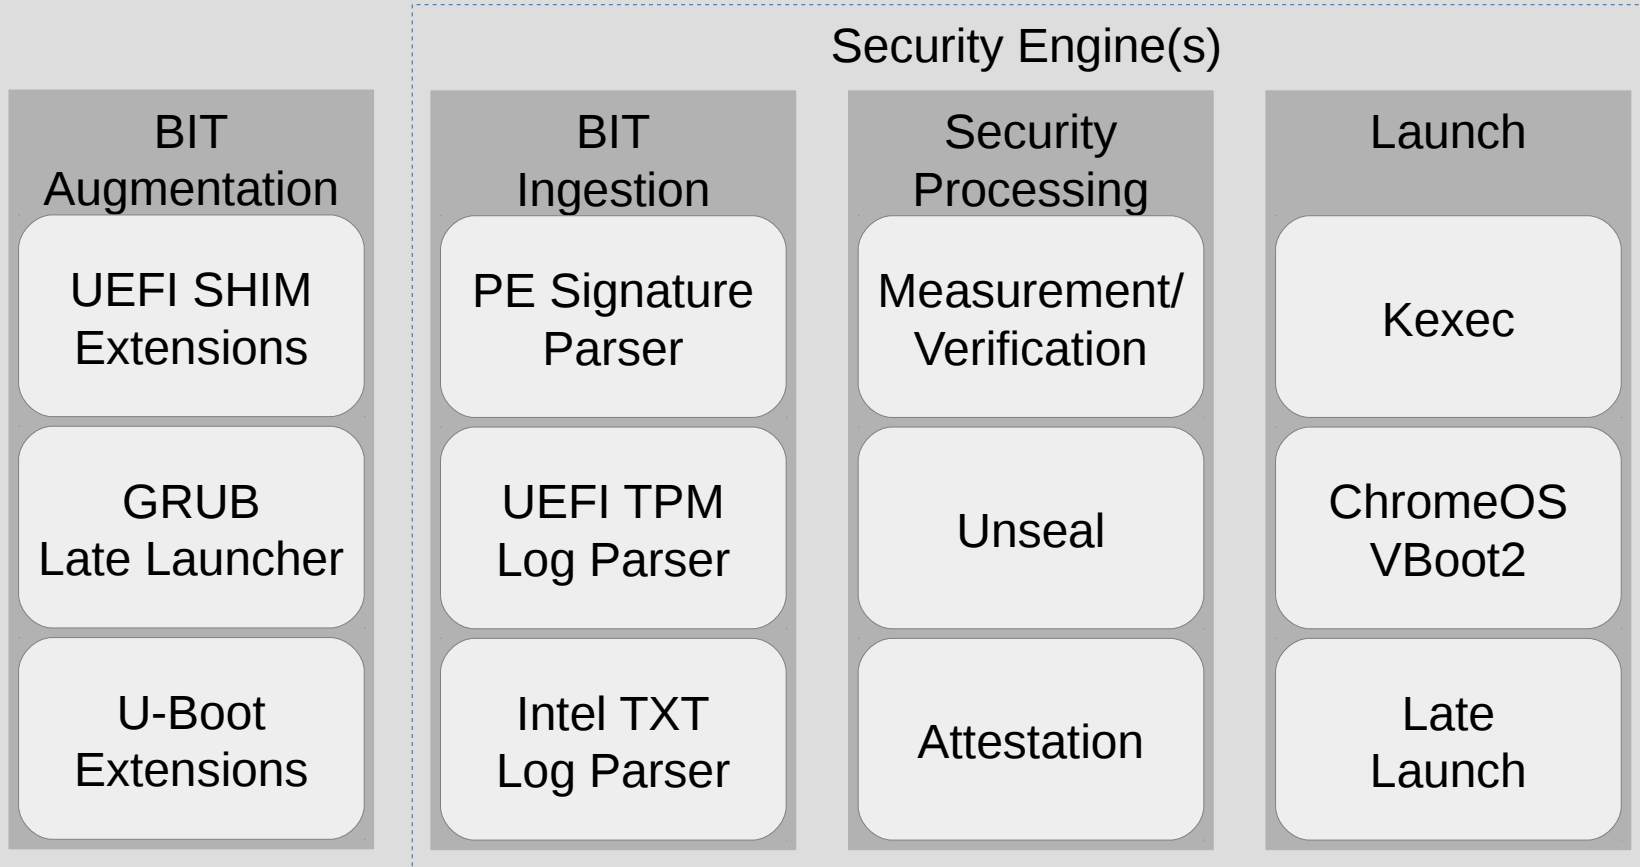 Security Engine(s)
BIT
Augmentation
UEFI SHIM
Extensions
GRUB
Late Launcher
U-Boot
Extensions
BIT
Ingestion
PE Signature
Parser
UEFI TPM
Log Parser
Intel TXT
Log Parser
Security
Processing
Measurement/
Verification
Unseal
Attestation
Launch
Kexec
ChromeOS
VBoot2
Late
Launch